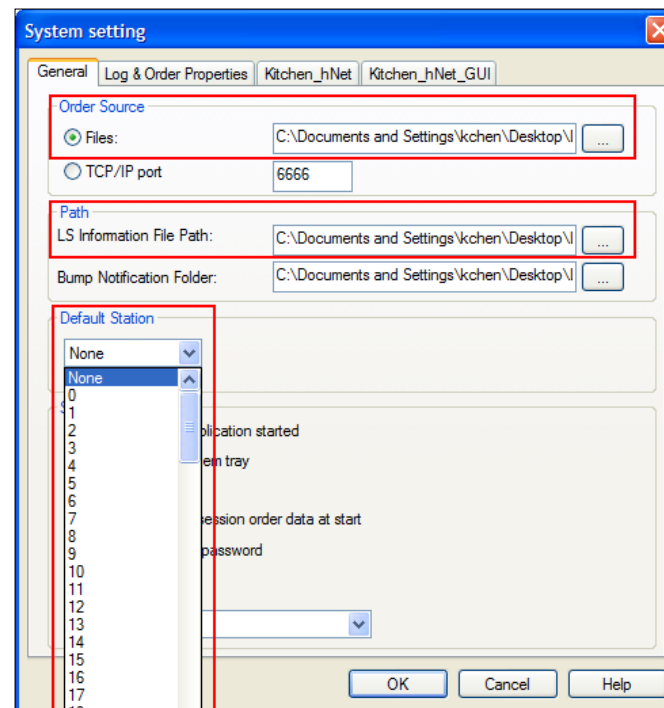 System setting
General Log & Order Properties Kitchen_hNet Kitchen_hNet_GUI
Order Source
Files: C:\Documents and Settings\kchen\Desktop\I ...
TCP/IP port 6666
Path
LS Information File Path: C:\Documents and Settings\kchen\Desktop\I ...
Bump Notification Folder: C:\Documents and Settings\kchen\Desktop\I ...
Default Station
None
None
0
1
2 plication started
3
4 em tray
5
6
7 session order data at start
8
9 password
10
11
12
13
14
15
16
17
OK Cancel Help